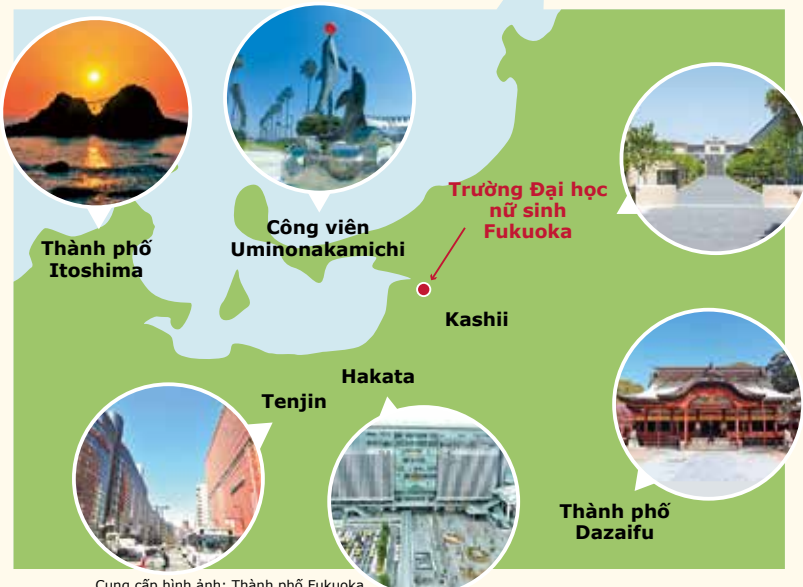 Thành phố
Itoshima
Công viên
Uminonakamichi
Trường Đại học
nữ sinh
Fukuoka
Kashii
Hakata
Tenjin
Thành phố
Dazaifu
Cung cấp hình ảnh: Thành phố Fukuoka